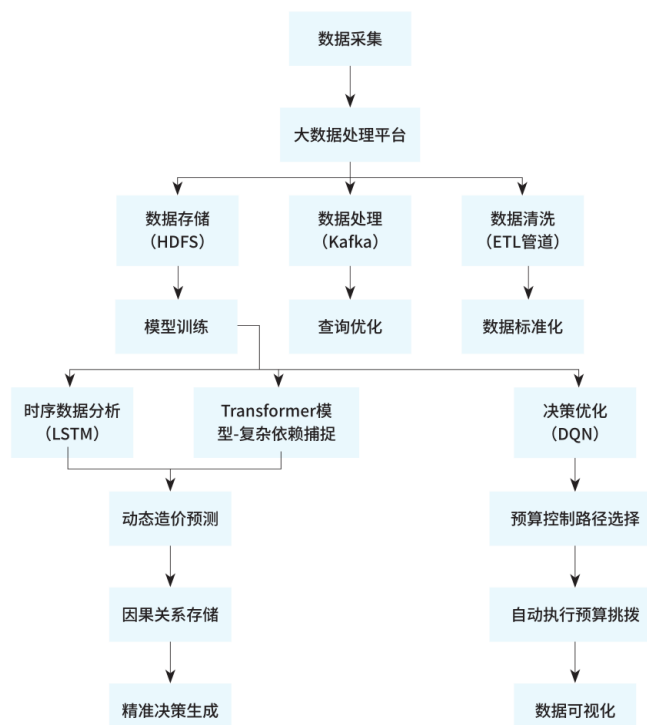 数据采集
大数据处理平台
数据存储
（HDFS）
数据处理
（Kafka）
数据清洗
（ETL管道）
模型训练
查询优化
数据标准化
时序数据分析
（LSTM）
Transformer模
型-复杂依赖捕捉
决策优化
（DQN）
动态造价预测
预算控制路径选择
因果关系存储
自动执行预算挑拨
精准决策生成
数据可视化